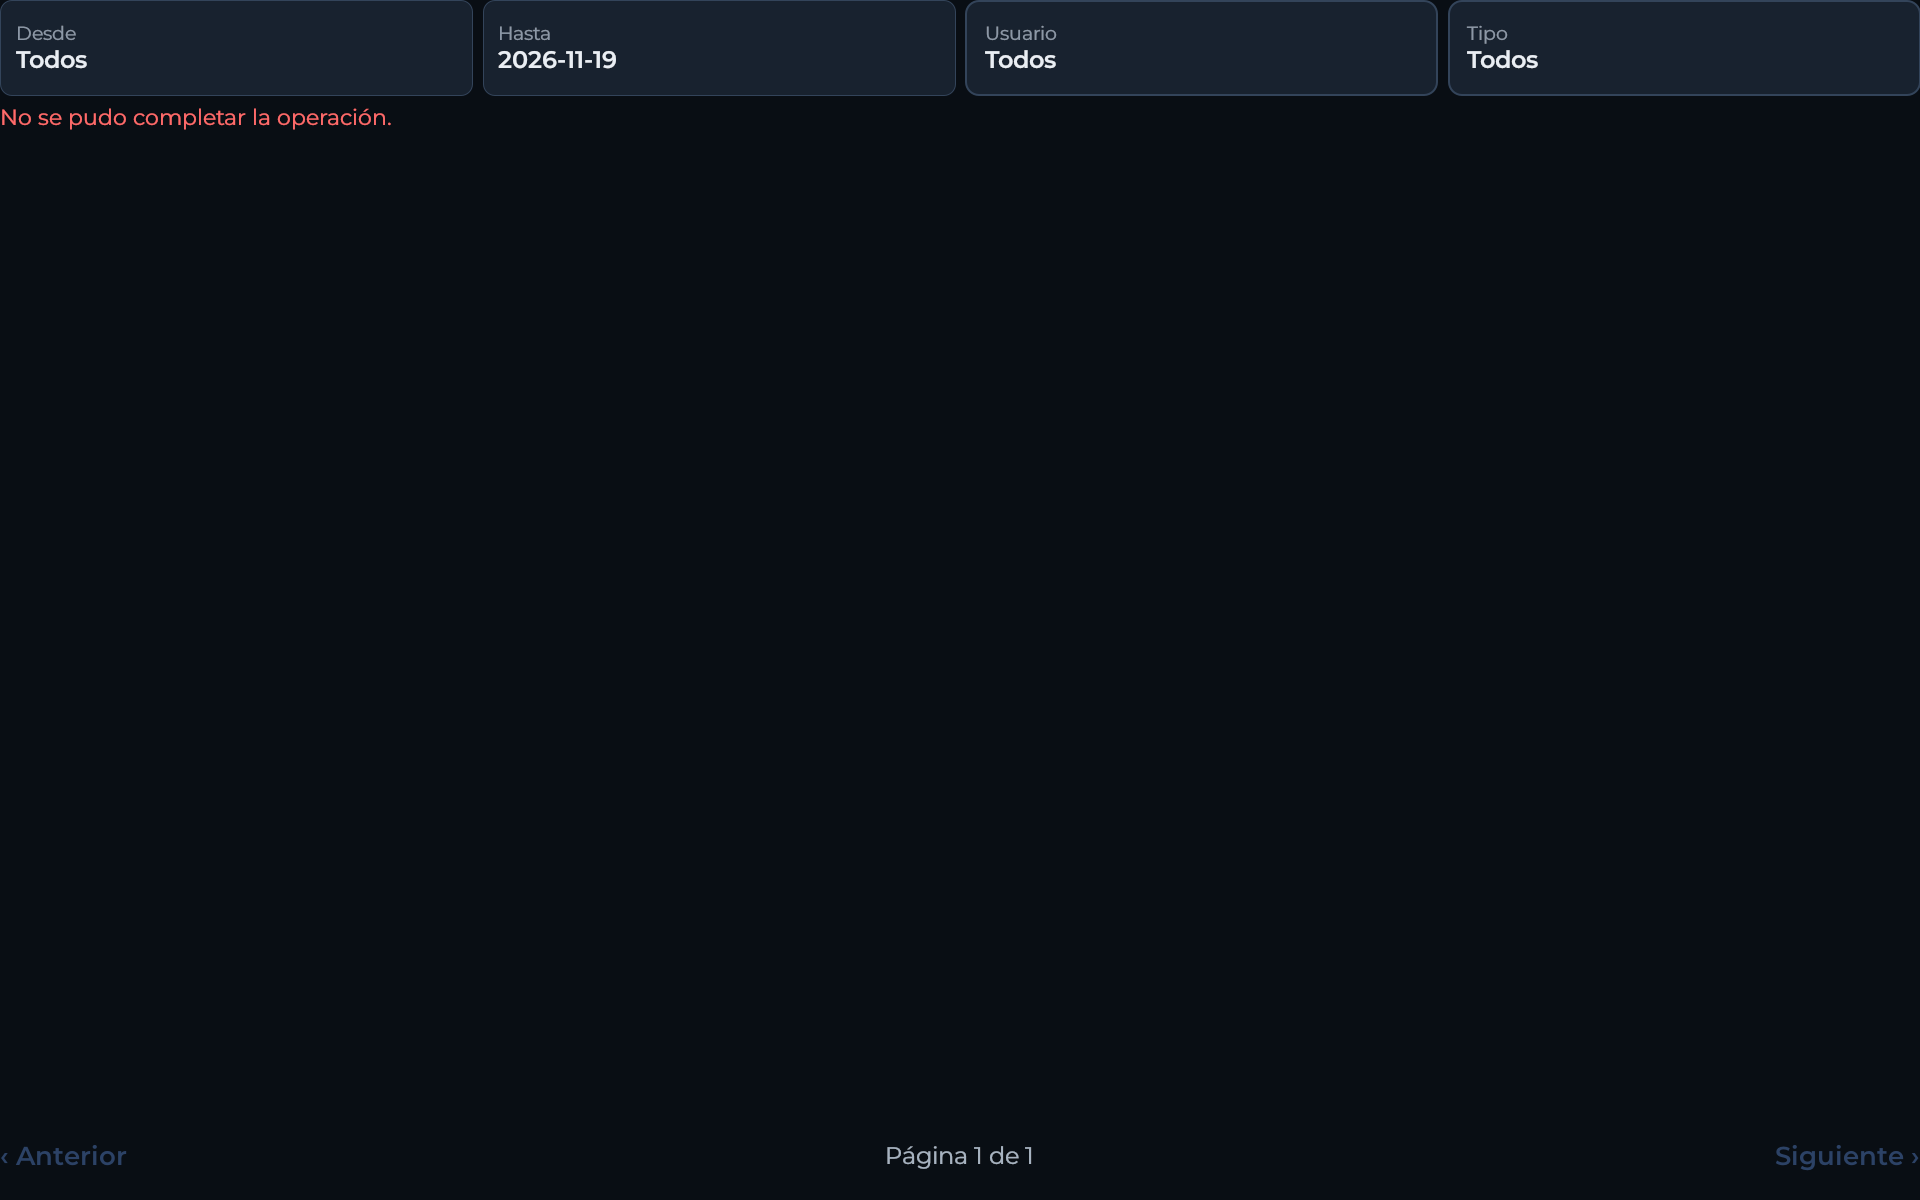 Desde
Todos
Hasta
2026-11-19
Usuario
Todos
Tipo
Todos
No se pudo completar la operación.
‹ Anterior
Página 1 de 1
Siguiente ›